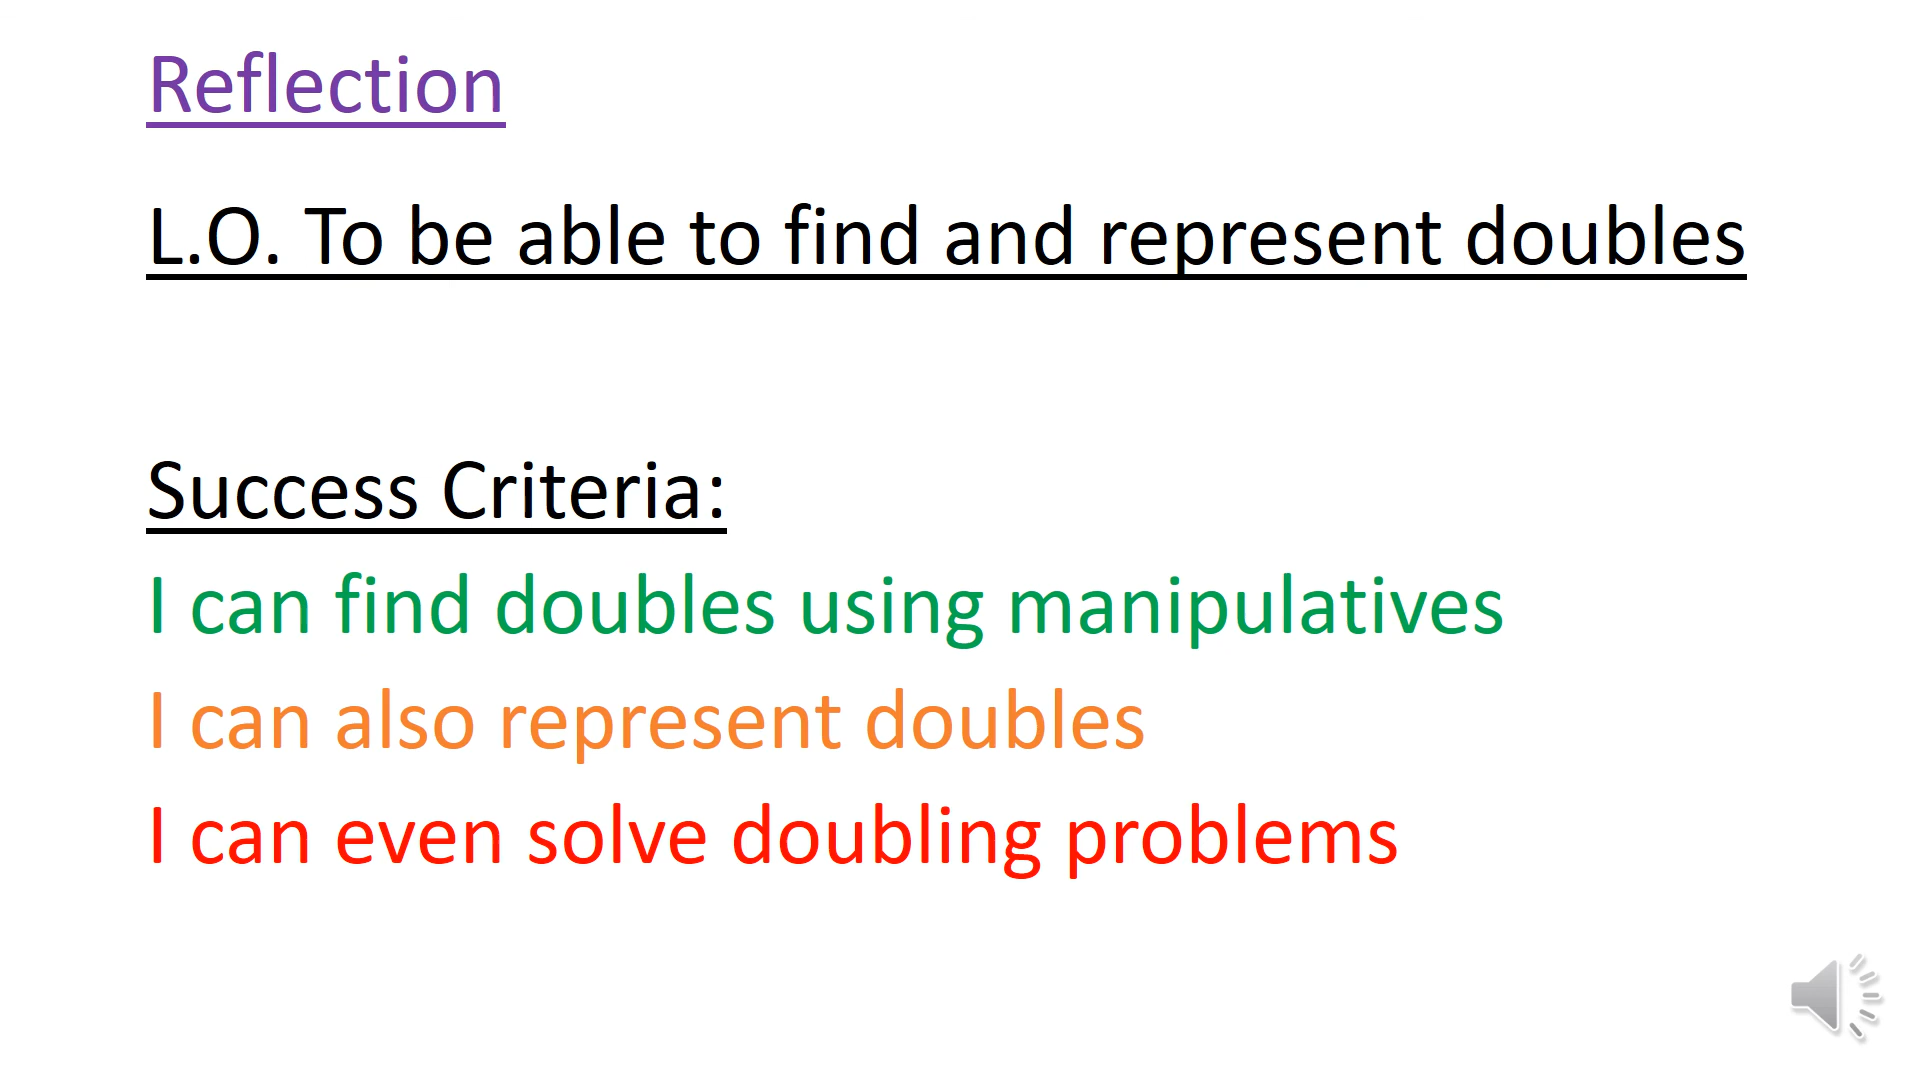 Reflection
L.O. To be able to find and represent doubles
Success Criteria:
I can find doubles using manipulatives
I can also represent doubles
I can even solve doubling problems